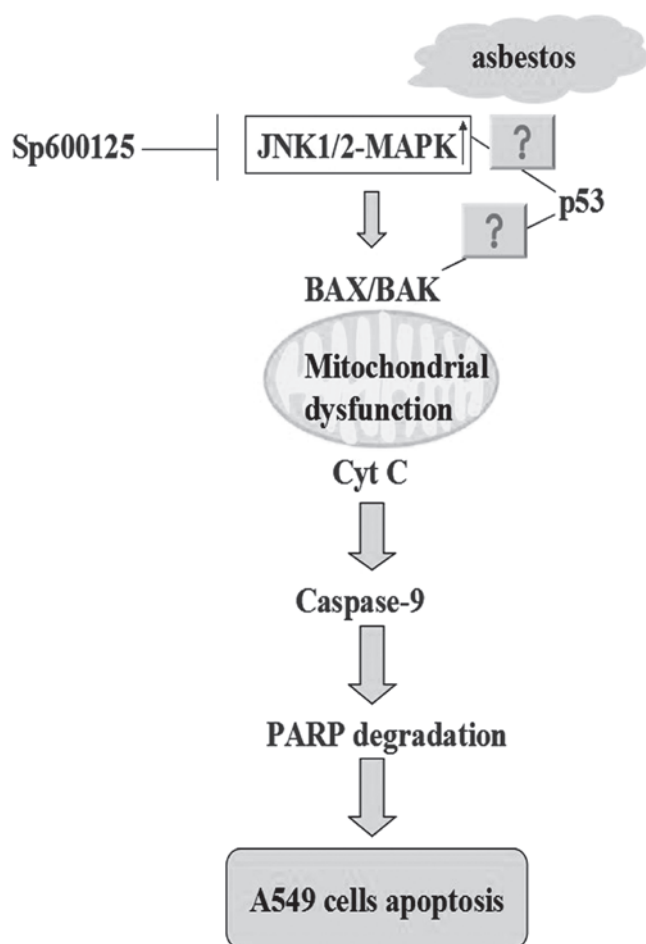 asbestos
Sp600125
JNK1/2-MAPK
?
p53
?
BAX/BAK
Mitochondrial
dysfunction
Cyt C
Caspase-9
PARP degradation
A549 cells apoptosis